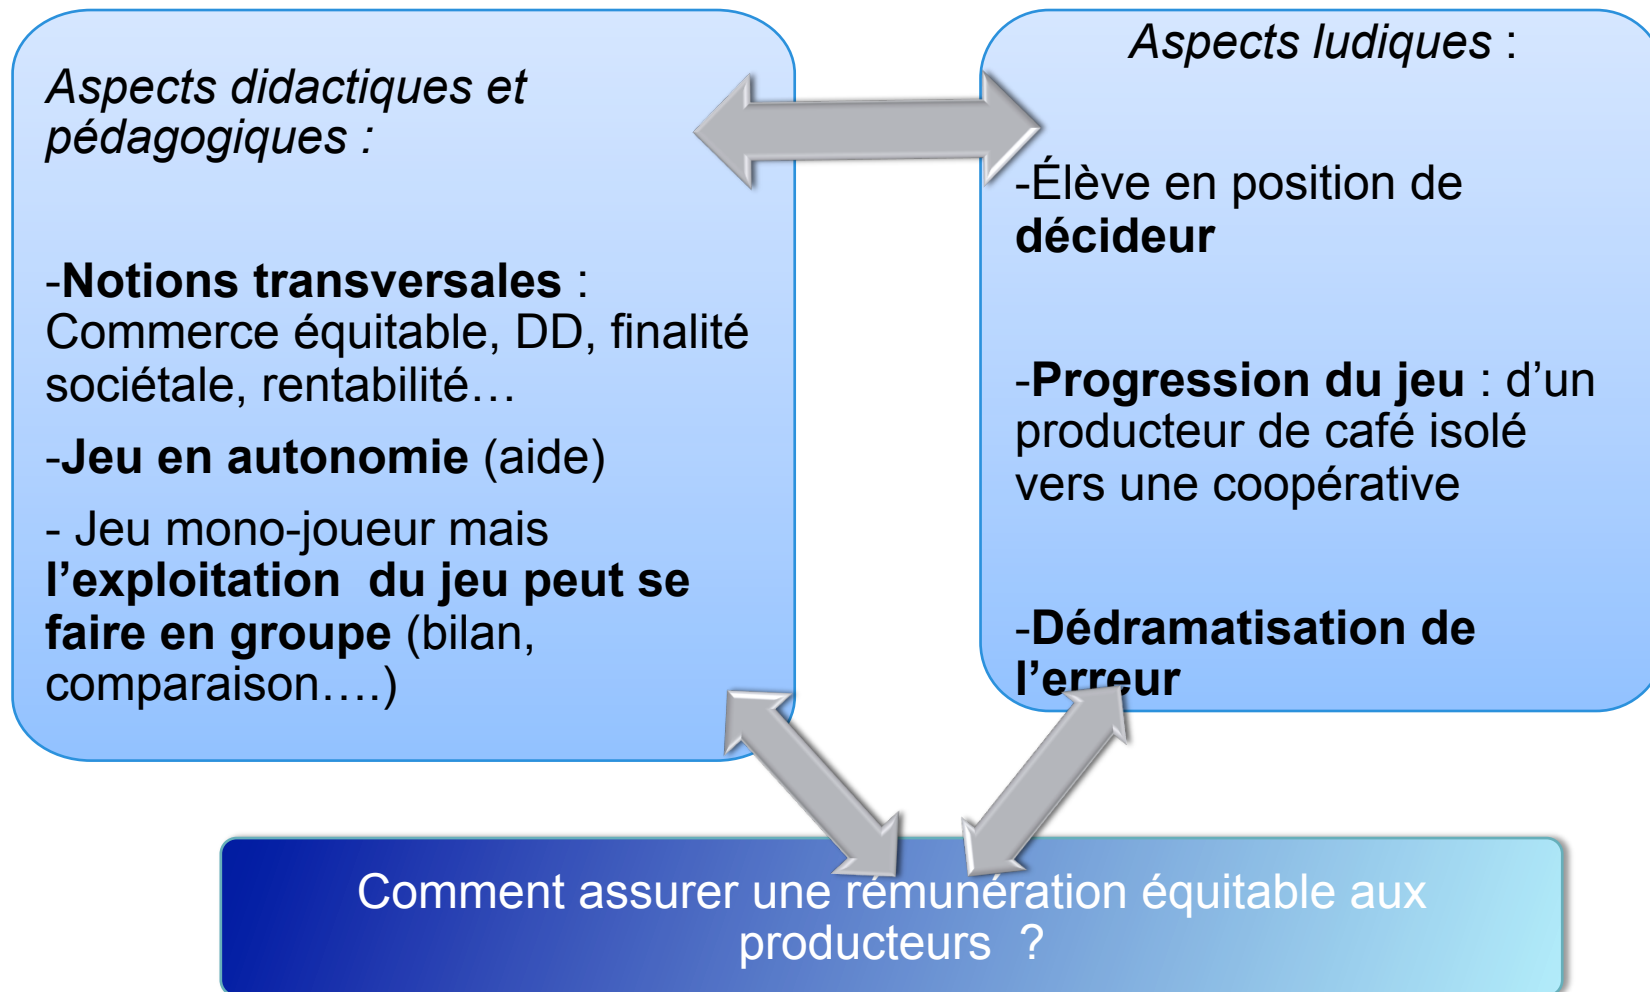 Aspects didactiques et
pédagogiques :
-Notions transversales :
Commerce équitable, DD, finalité
sociétale, rentabilité…
-Jeu en autonomie (aide)
- Jeu mono-joueur mais
l’exploitation  du jeu peut se
faire en groupe (bilan,
comparaison….)
Aspects ludiques :
-Élève en position de
décideur
-Progression du jeu : d’un
producteur de café isolé
vers une coopérative
-Dédramatisation de
l’erreur
Comment assurer une rémunération équitable aux
producteurs  ?